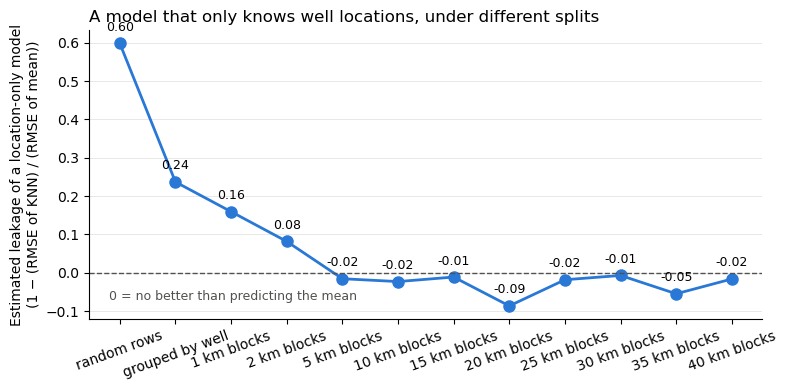 A model that only knows well locations, under different splits
Estimated leakage of a location-only model
(1 − (RMSE of KNN) / (RMSE of mean))
0.6
0.5
0.4
0.3
0.2
0.1
0.0
−0.1
0.60
0.24
0.16
0.08
-0.02
-0.02
-0.01
-0.09
-0.02
-0.01
-0.05
-0.02
0 = no better than predicting the mean
random rows
grouped by well
1 km blocks
2 km blocks
5 km blocks
10 km blocks
15 km blocks
20 km blocks
25 km blocks
30 km blocks
35 km blocks
40 km blocks